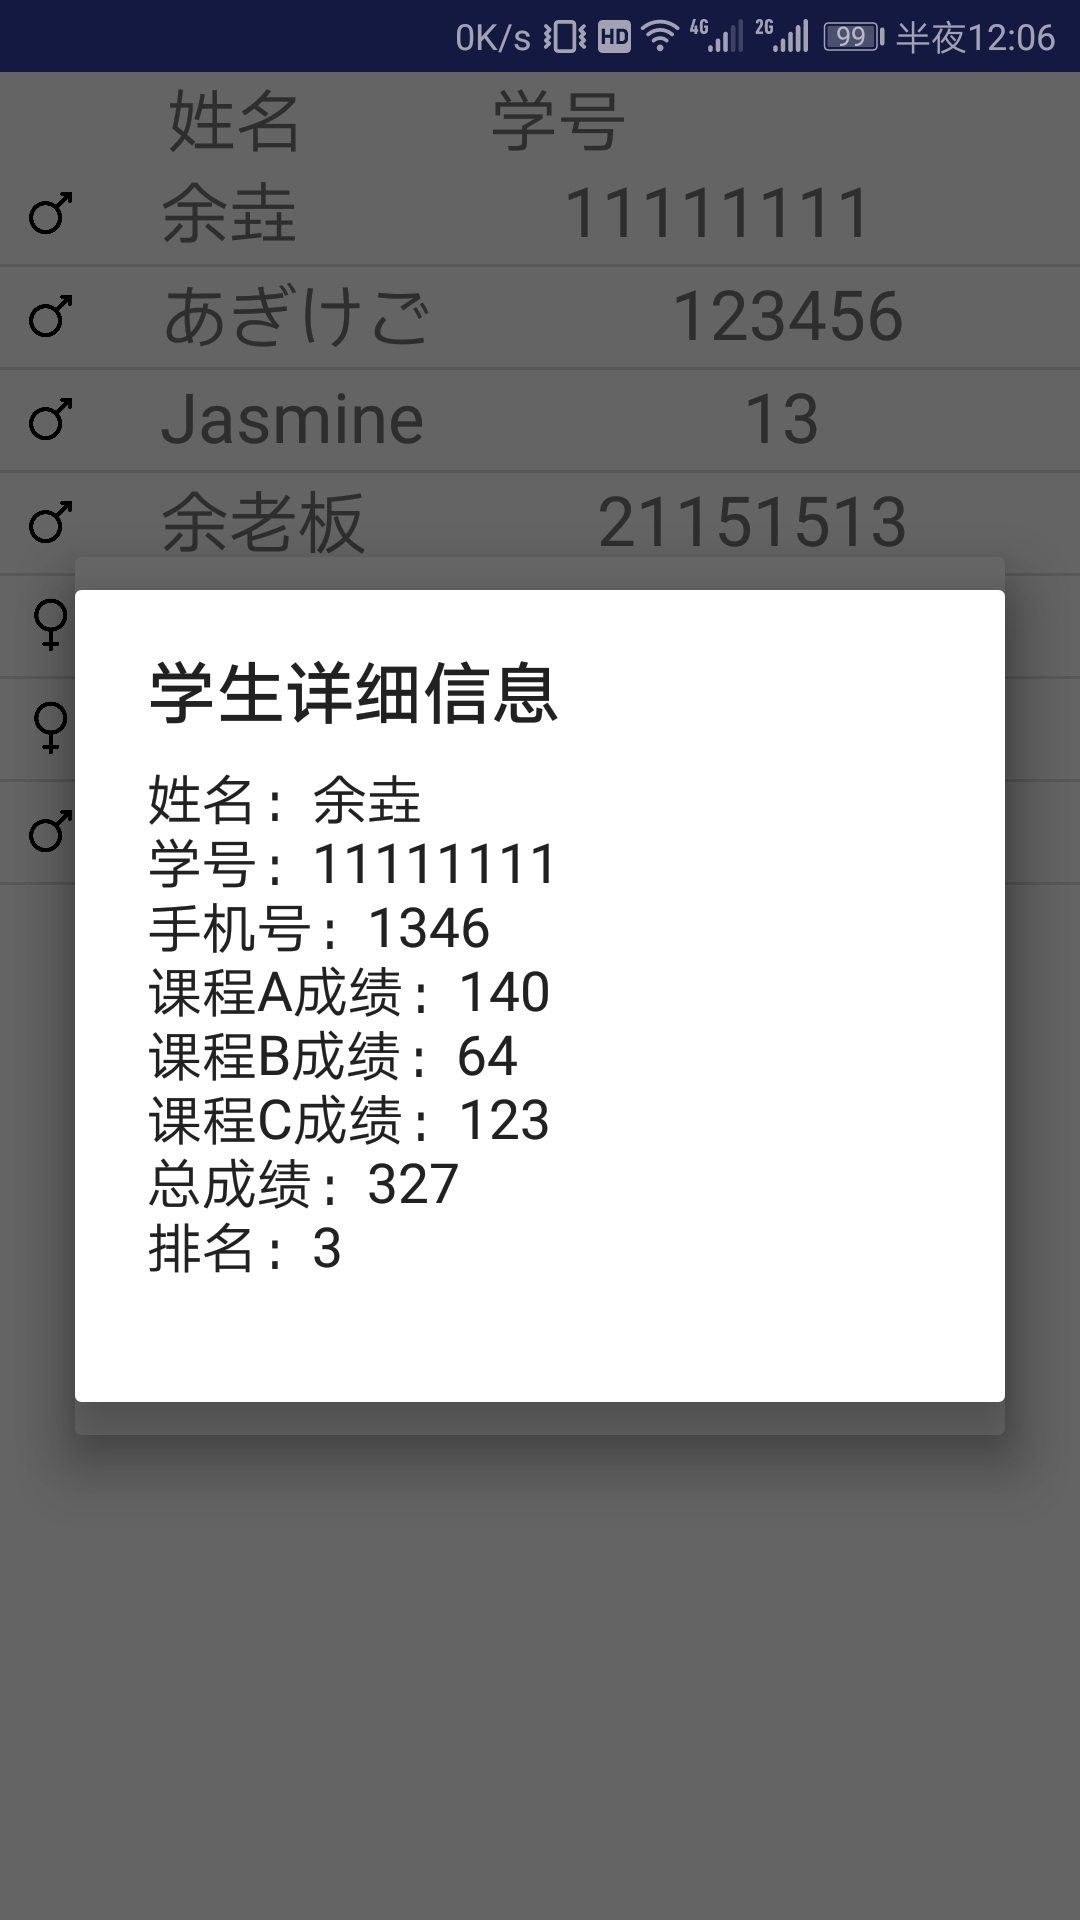 0K/s HD 4G 2G 99 半夜12:06
姓名 学号
余垚 11111111
あぎけご 123456
Jasmine 13
余老板 21151513
学生详细信息
姓名：余垚
学号：11111111
手机号：1346
课程A成绩：140
课程B成绩：64
课程C成绩：123
总成绩：327
排名：3